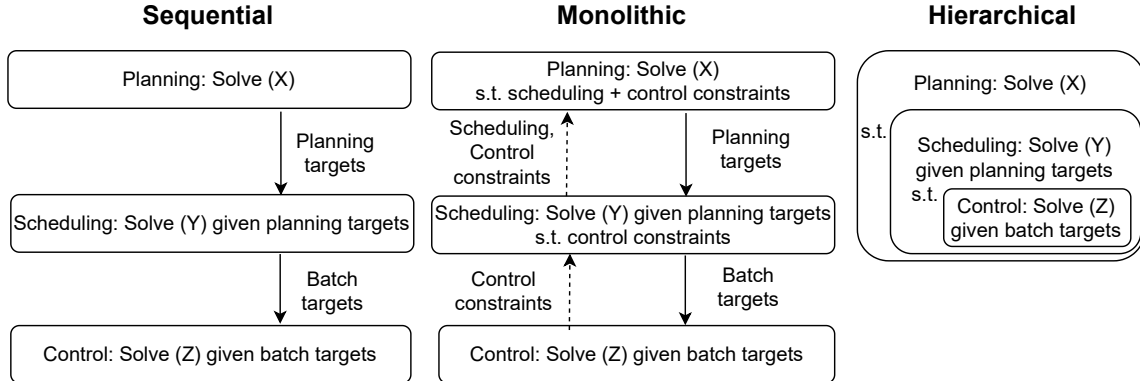 Sequential
Planning: Solve (X)
Planning
targets
Scheduling: Solve (Y) given planning targets
Batch
targets
Control: Solve (Z) given batch targets
Monolithic
Planning: Solve (X)
s.t. scheduling + control constraints
Scheduling,
Control
constraints
Planning
targets
Scheduling: Solve (Y) given planning targets
s.t. control constraints
Control
constraints
Batch
targets
Control: Solve (Z) given batch targets
Hierarchical
Planning: Solve (X)
s.t.
Scheduling: Solve (Y)
given planning targets
s.t.
Control: Solve (Z)
given batch targets